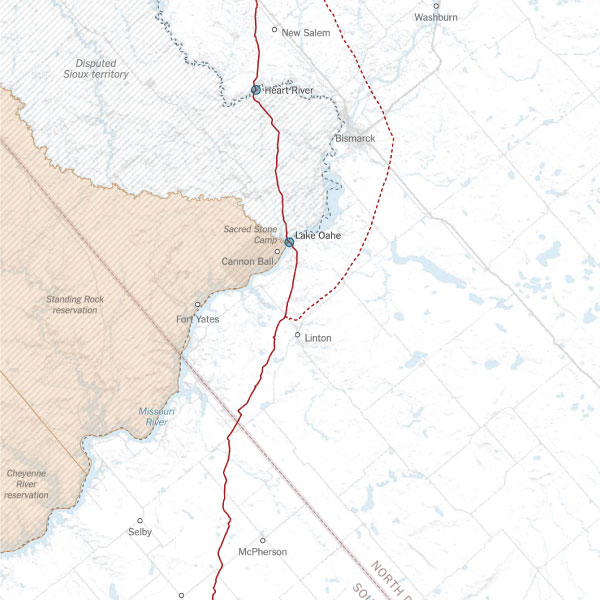 Washburn
New Salem
Disputed
Sioux territory
Heart River
Bismarck
Sacred Stone
Camp
Lake Oahe
Cannon Ball
Standing Rock
reservation
Fort Yates
Linton
Missouri
River
Cheyenne
River
reservation
Selby
McPherson
NORTH